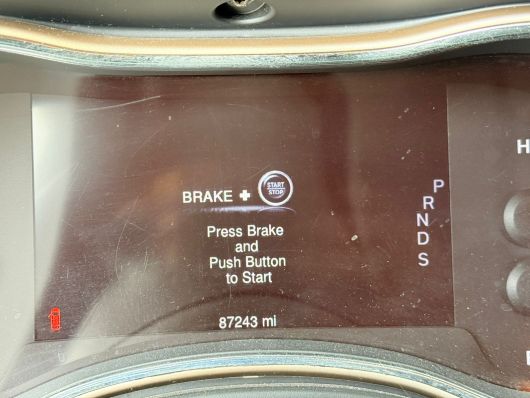 BRAKE + START STOP
Press Brake
and
Push Button
to Start
87243 mi
P
R
N
D
S
H